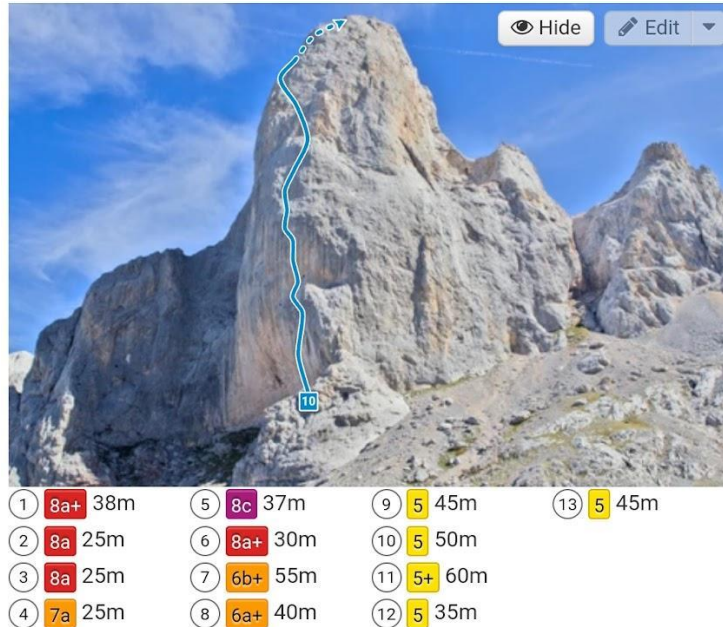 Hide Edit
10
1 8a+ 38m 5 8c 37m 9 5 45m 13 5 45m
2 8a 25m 6 8a+ 30m 10 5 50m
3 8a 25m 7 6b+ 55m 11 5+ 60m
4 7a 25m 8 6a+ 40m 12 5 35m